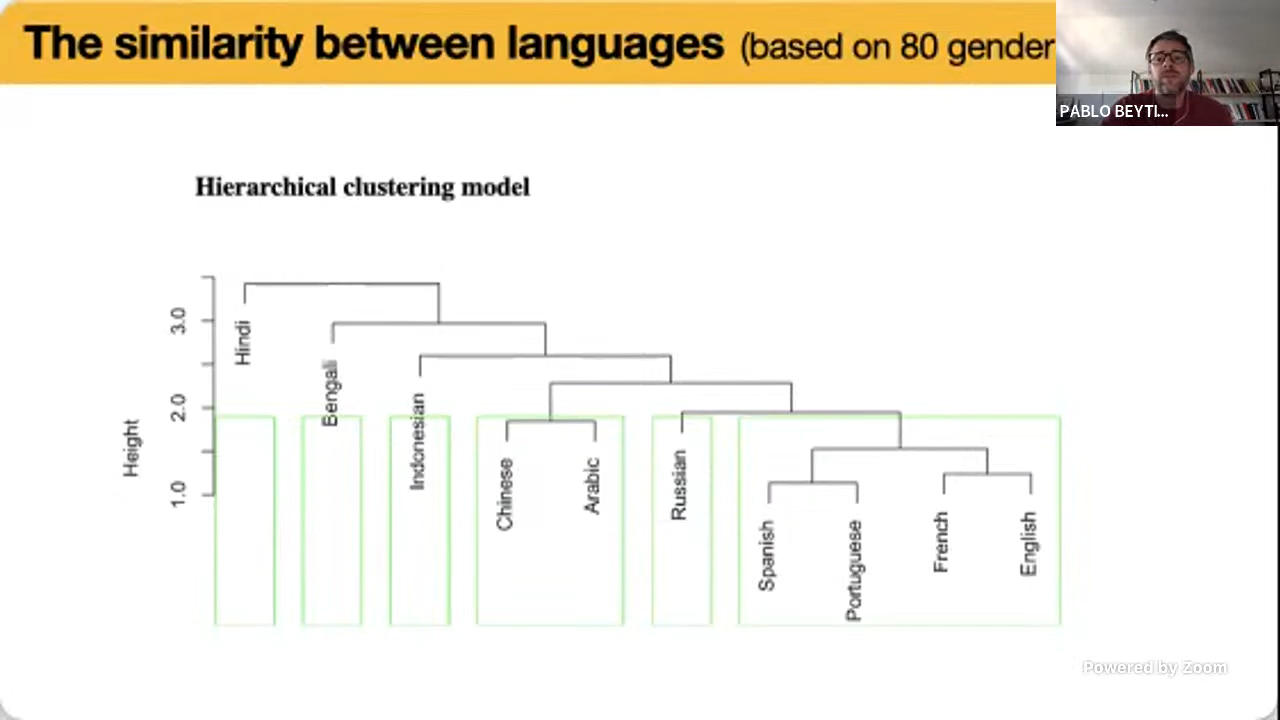 The similarity between languages (based on 80 gender
PABLO BEYTI...
Hierarchical clustering model
Height
3.0
2.0
1.0
Hindi
Bengali
Indonesian
Chinese
Arabic
Russian
Spanish
Portuguese
French
English
Powered by Zoom